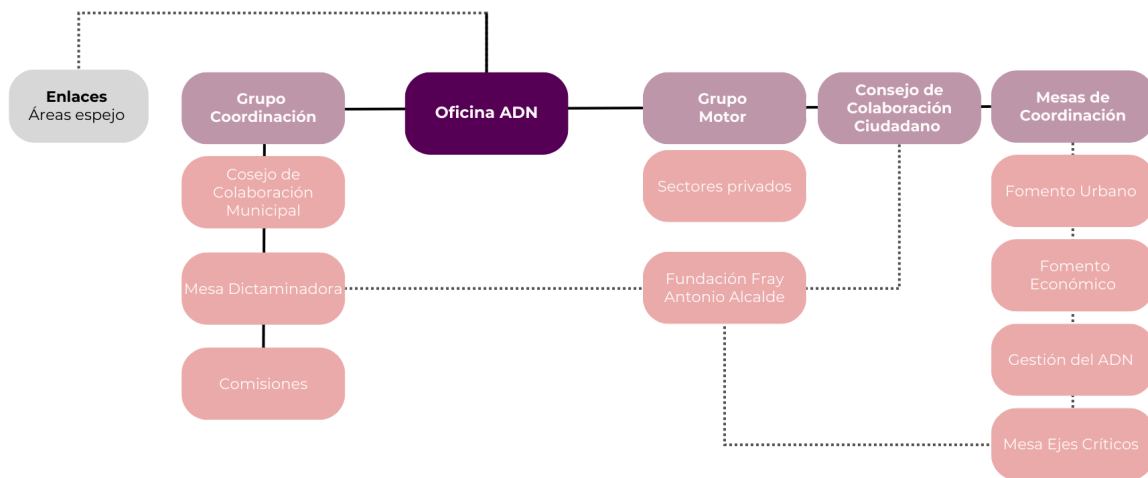 Enlaces
Áreas espejo
Grupo
Coordinación
Oficina ADN
Grupo
Motor
Consejo de
Colaboración
Ciudadano
Mesas de
Coordinación
Cosejo de
Colaboración
Municipal
Sectores privados
Fomento Urbano
Mesa Dictaminadora
Fundación Fray
Antonio Alcalde
Fomento
Económico
Gestión del ADN
Comisiones
Mesa Ejes Críticos